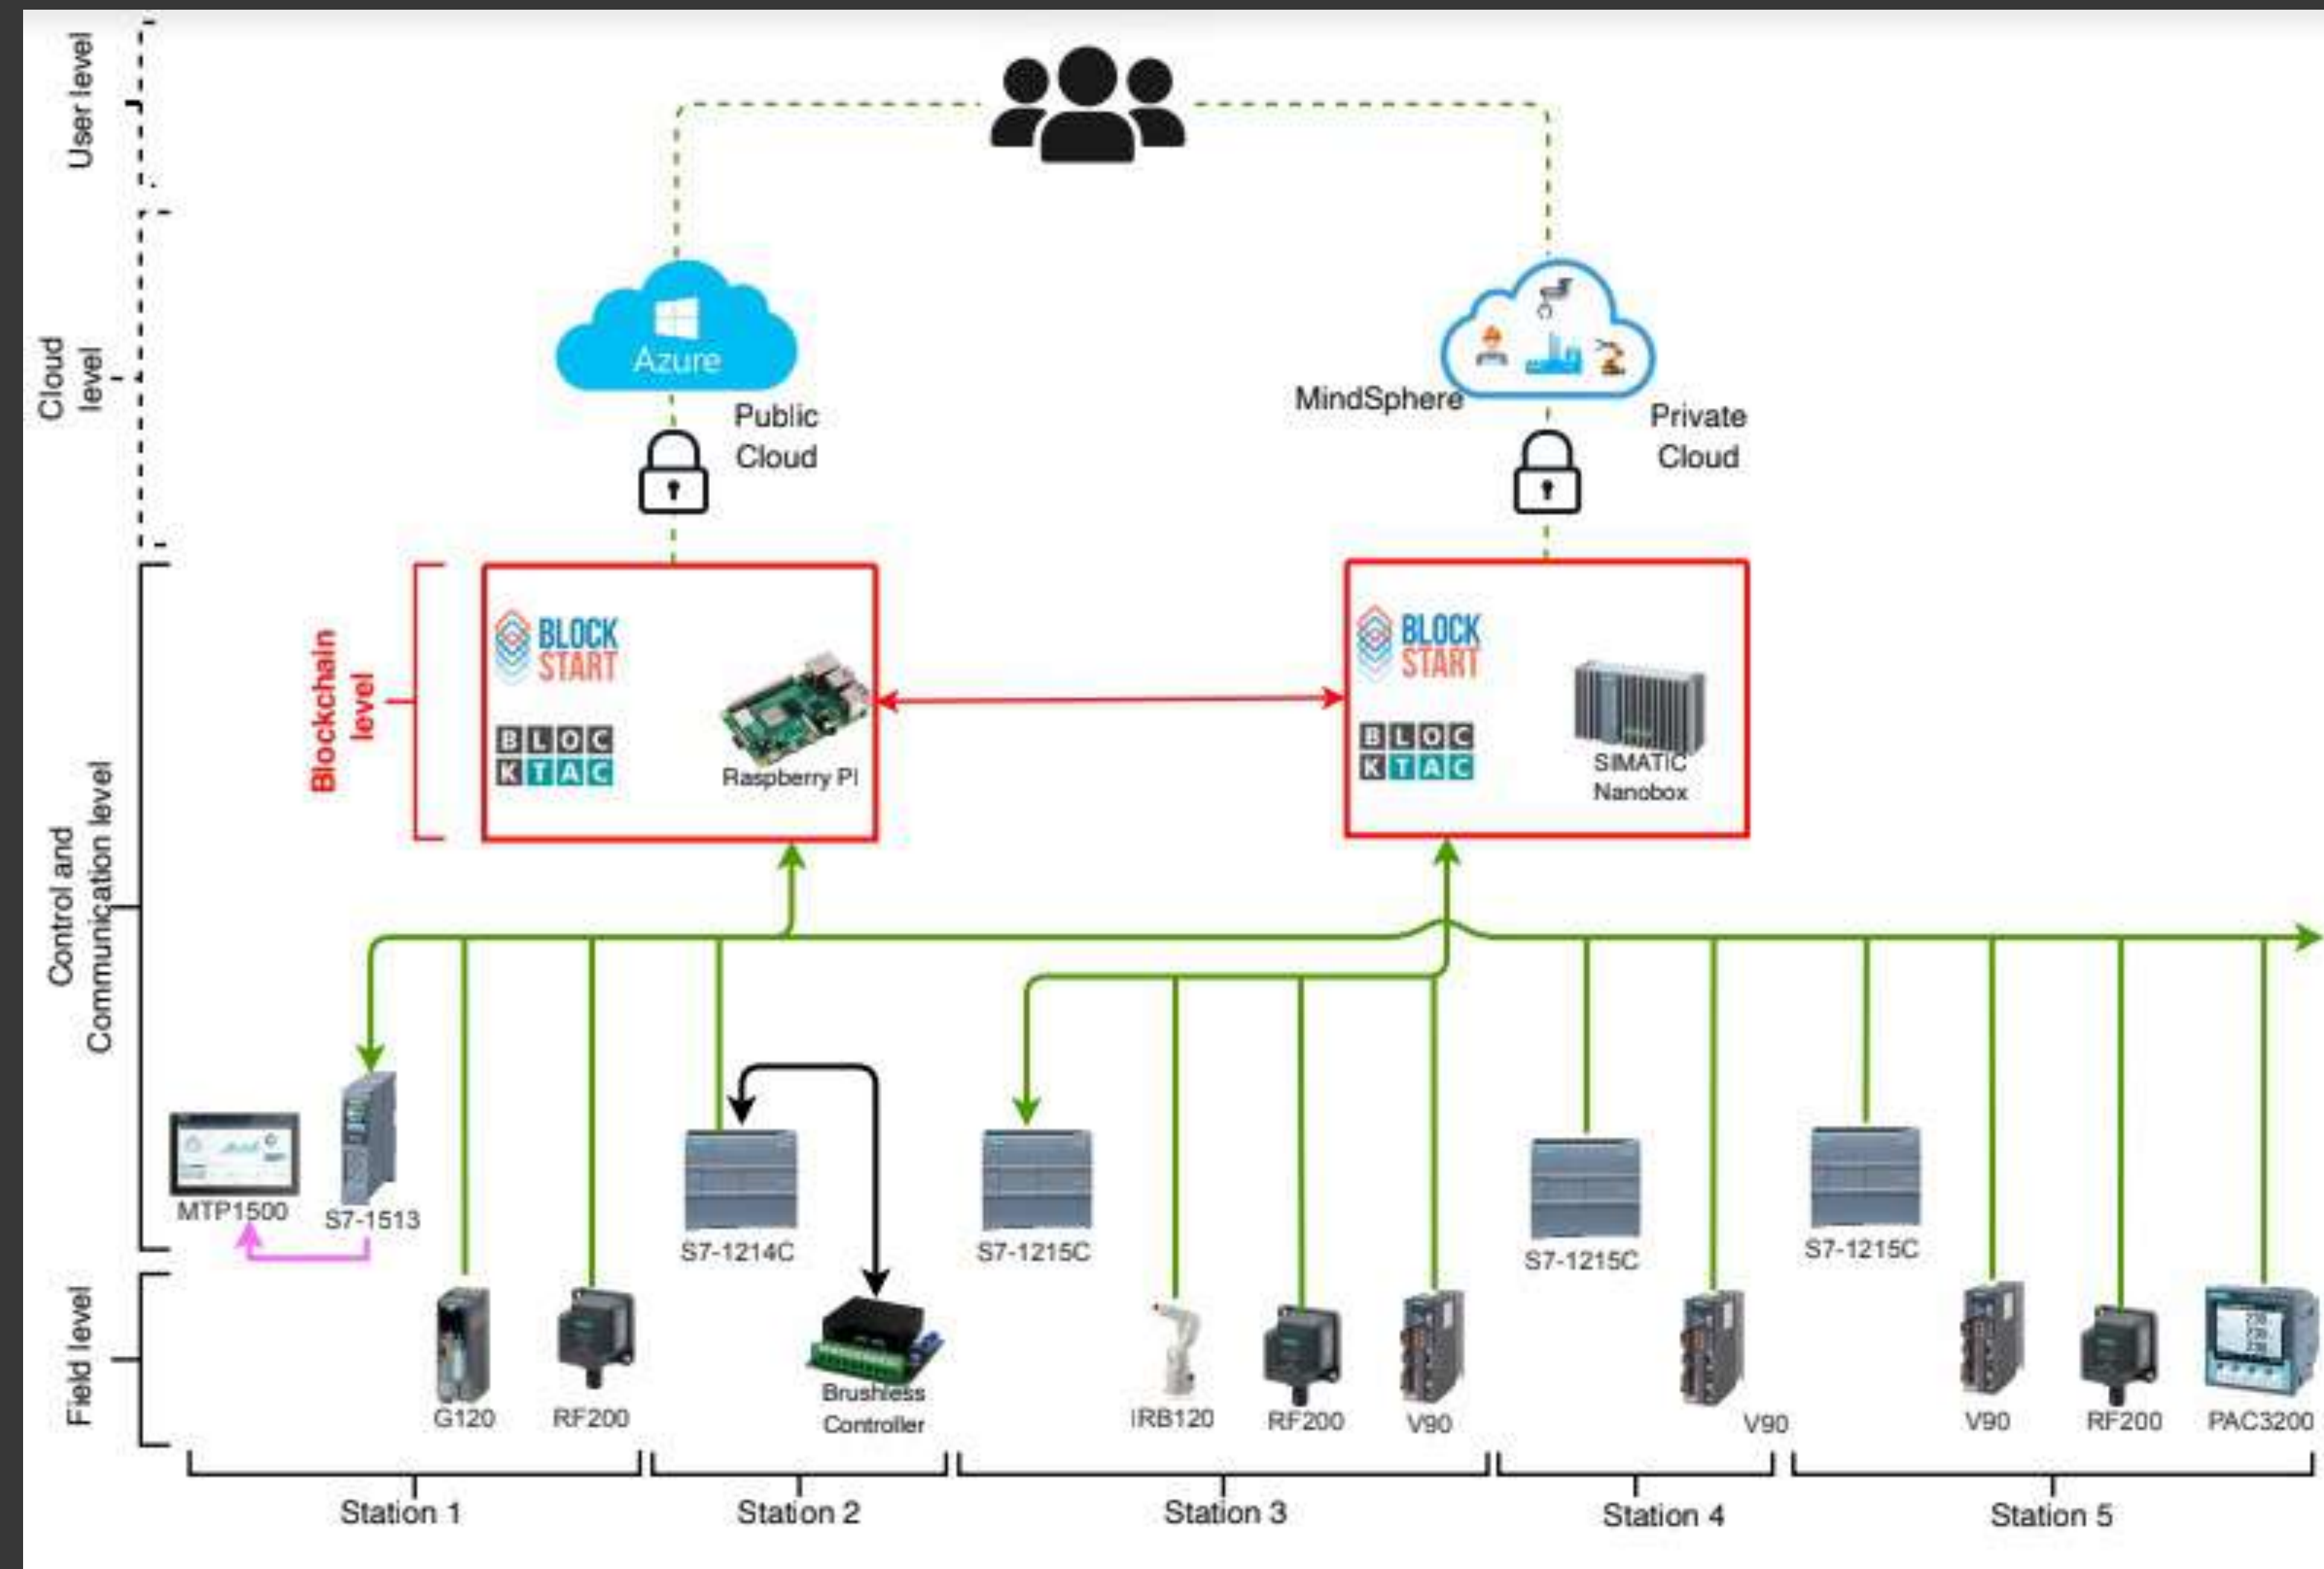 User level
Azure
Public
Cloud
MindSphere
Private
Cloud
Cloud
level
Blockchain
level
BLOCK
START
BLOC
KTAC
Raspberry PI
BLOCK
START
BLOC
KTAC
SIMATIC
Nanobox
Control and
Communication level
MTP1500
S7-1513
S7-1214C
S7-1215C
S7-1215C
S7-1215C
Field level
G120
RF200
Brushless
Controller
IRB120
RF200
V90
V90
V90
RF200
PAC3200
Station 1
Station 2
Station 3
Station 4
Station 5